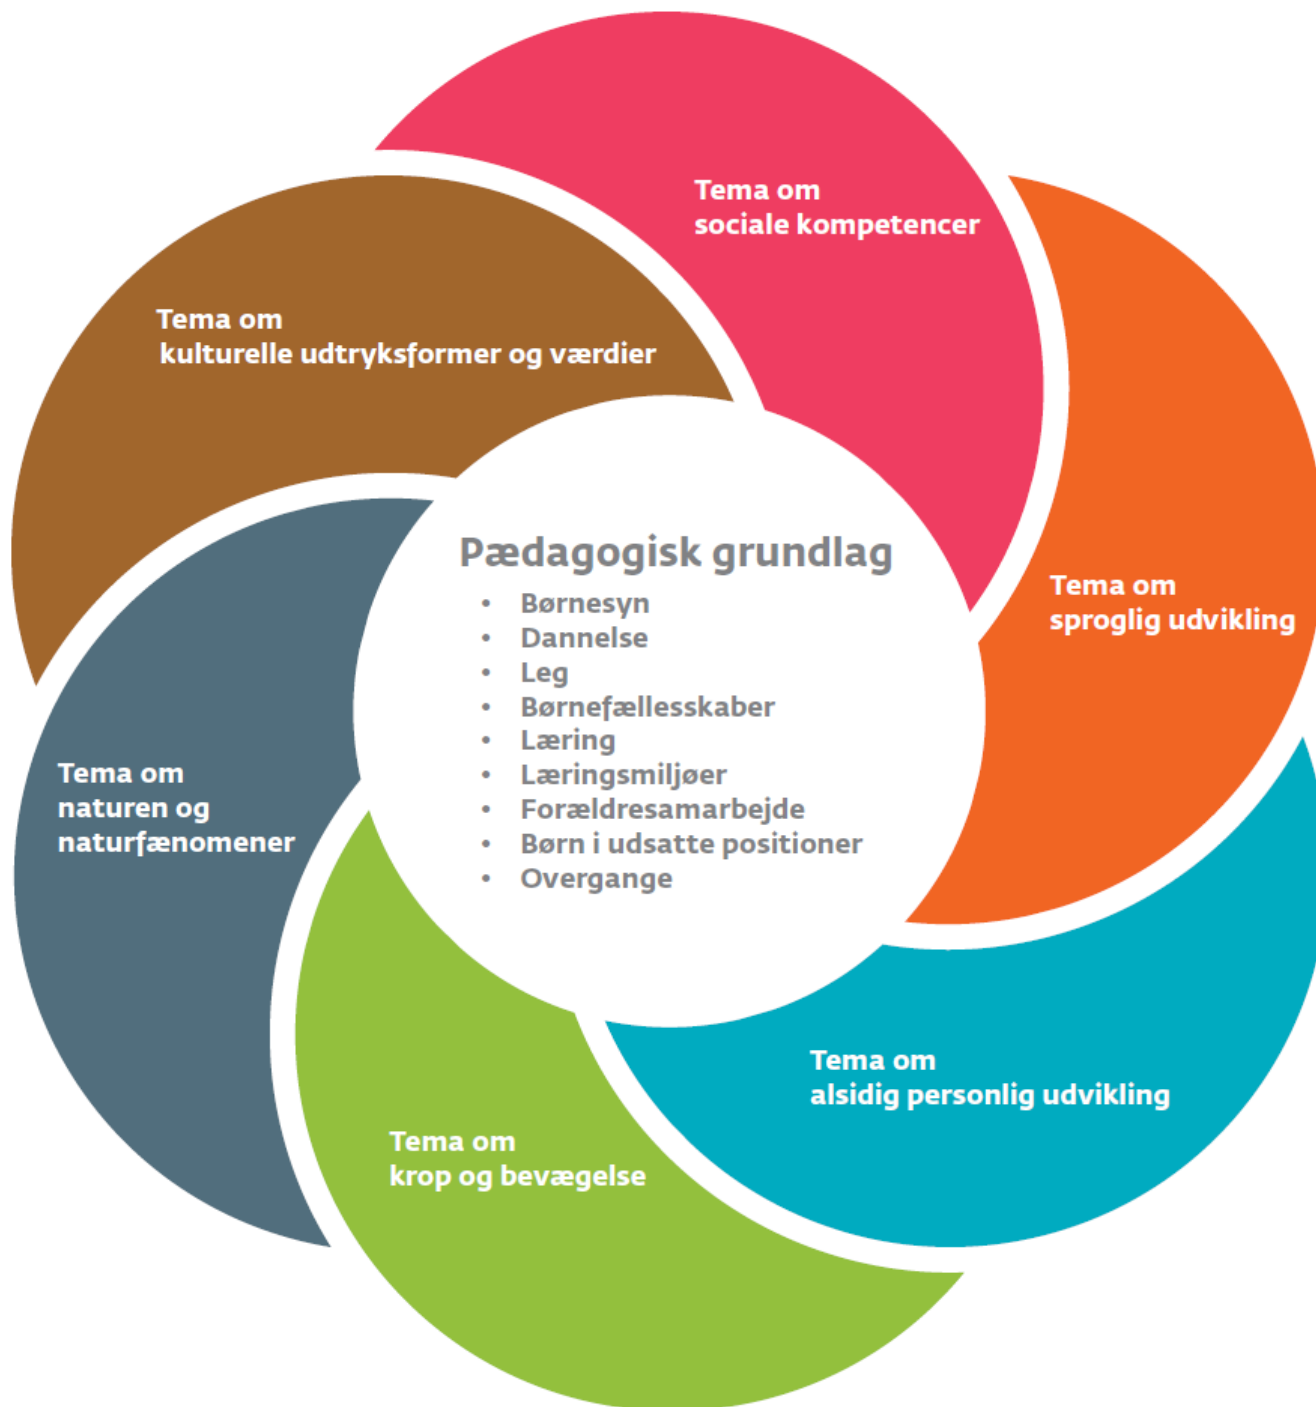 Tema om
sociale kompetencer
Tema om
kulturelle udtryksformer og værdier
Pædagogisk grundlag
• Børnesyn
• Dannelse
• Leg
• Børnefællesskaber
• Læring
• Læringsmiljøer
• Forældresamarbejde
• Børn i udsatte positioner
• Overgange
Tema om
sproglig udvikling
Tema om
naturen og
naturfænomener
Tema om
alsidig personlig udvikling
Tema om
krop og bevægelse